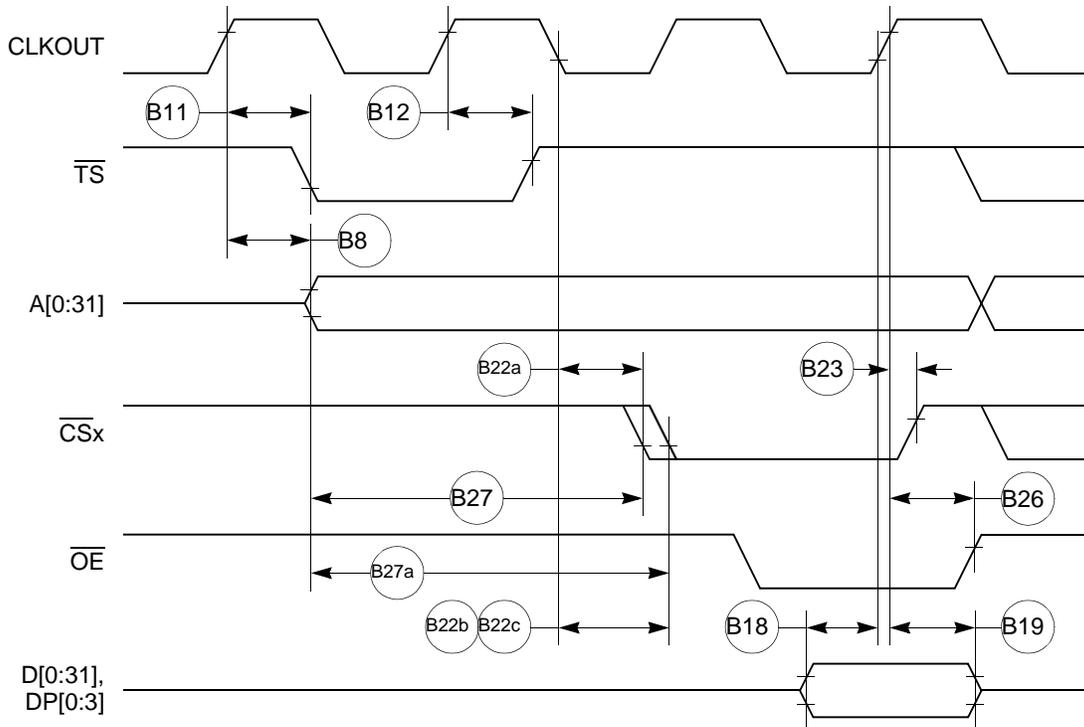 CLKOUT
B11
B12
TS
B8
A[0:31]
B22a
B23
CSx
B27
B26
OE
B27a
B22b B22c
B18
B19
D[0:31],
DP[0:3]